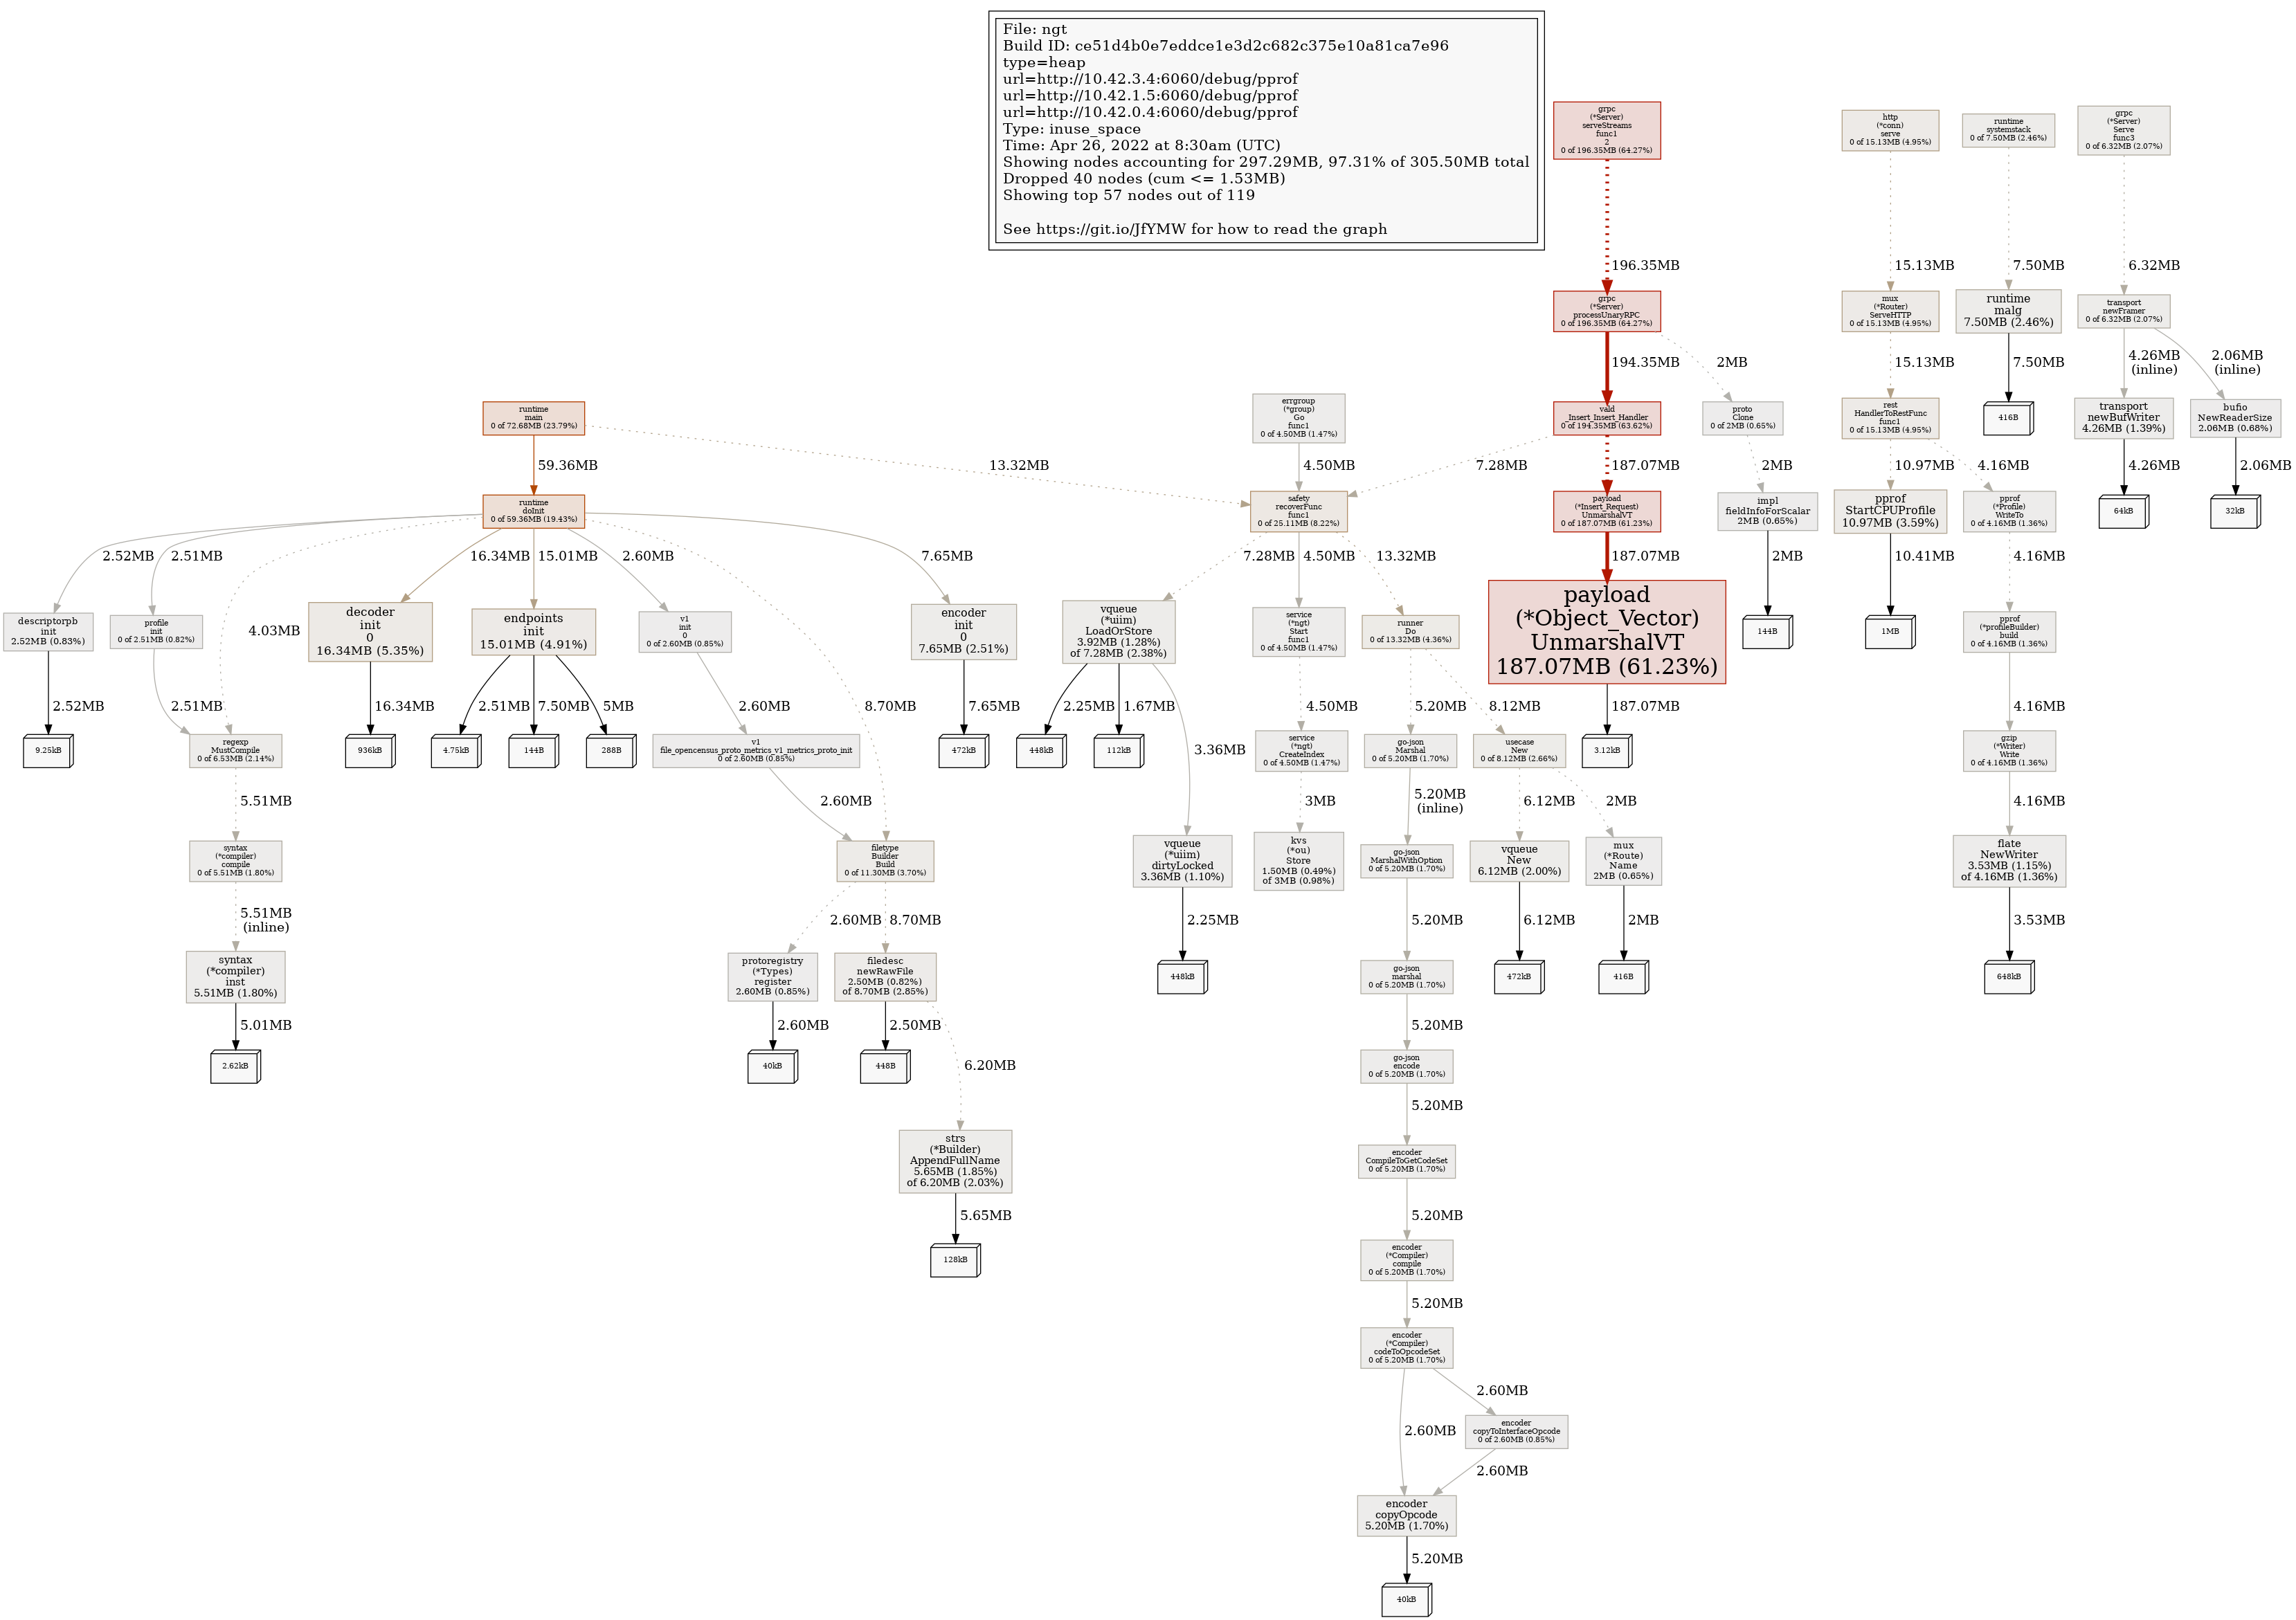 File: ngt
Build ID: ce51d4b0e7eddce1e3d2c682c375e10a81ca7e96
type=heap
url=http://10.42.3.4:6060/debug/pprof
url=http://10.42.1.5:6060/debug/pprof
url=http://10.42.0.4:6060/debug/pprof
Type: inuse_space
Time: Apr 26, 2022 at 8:30am (UTC)
Showing nodes accounting for 297.29MB, 97.31% of 305.50MB total
Dropped 40 nodes (cum <= 1.53MB)
Showing top 57 nodes out of 119
See https://git.io/JfYMW for how to read the graph
grpc
(*Server)
serveStreams
func1
2
0 of 196.35MB (64.27%)
http
(*conn)
serve
0 of 15.13MB (4.95%)
runtime
systemstack
0 of 7.50MB (2.46%)
grpc
(*Server)
Serve
func3
0 of 6.32MB (2.07%)
196.35MB
15.13MB
7.50MB
6.32MB
grpc
(*Server)
processUnaryRPC
0 of 196.35MB (64.27%)
mux
(*Router)
ServeHTTP
0 of 15.13MB (4.95%)
runtime
malg
7.50MB (2.46%)
transport
newFramer
0 of 6.32MB (2.07%)
194.35MB
2MB
15.13MB
7.50MB
4.26MB
(inline)
2.06MB
(inline)
runtime
main
0 of 72.68MB (23.79%)
errgroup
(*group)
Go
func1
0 of 4.50MB (1.47%)
vald
_Insert_Insert_Handler
0 of 194.35MB (63.62%)
proto
Clone
0 of 2MB (0.65%)
rest
HandlerToRestFunc
func1
0 of 15.13MB (4.95%)
416B
transport
newBufWriter
4.26MB (1.39%)
bufio
NewReaderSize
2.06MB (0.68%)
59.36MB
13.32MB
4.50MB
7.28MB
187.07MB
2MB
10.97MB
4.16MB
4.26MB
2.06MB
runtime
doInit
0 of 59.36MB (19.43%)
safety
recoverFunc
func1
0 of 25.11MB (8.22%)
payload
(*Insert_Request)
UnmarshalVT
0 of 187.07MB (61.23%)
impl
fieldInfoForScalar
2MB (0.65%)
pprof
StartCPUProfile
10.97MB (3.59%)
pprof
(*Profile)
WriteTo
0 of 4.16MB (1.36%)
64kB
32kB
2.52MB
2.51MB
4.03MB
16.34MB
15.01MB
2.60MB
8.70MB
7.65MB
7.28MB
4.50MB
13.32MB
187.07MB
2MB
10.41MB
4.16MB
descriptorpb
init
2.52MB (0.83%)
profile
init
0 of 2.51MB (0.82%)
decoder
init
0
16.34MB (5.35%)
endpoints
init
15.01MB (4.91%)
v1
init
0
0 of 2.60MB (0.85%)
encoder
init
0
7.65MB (2.51%)
vqueue
(*uiim)
LoadOrStore
3.92MB (1.28%)
of 7.28MB (2.38%)
service
(*ngt)
Start
func1
0 of 4.50MB (1.47%)
runner
Do
0 of 13.32MB (4.36%)
payload
(*Object_Vector)
UnmarshalVT
187.07MB (61.23%)
144B
1MB
pprof
(*profileBuilder)
build
0 of 4.16MB (1.36%)
2.52MB
2.51MB
16.34MB
2.51MB
7.50MB
5MB
2.60MB
7.65MB
2.25MB
1.67MB
3.36MB
4.50MB
5.20MB
8.12MB
187.07MB
4.16MB
9.25kB
regexp
MustCompile
0 of 6.53MB (2.14%)
936kB
4.75kB
144B
288B
v1
file_opencensus_proto_metrics_v1_metrics_proto_init
0 of 2.60MB (0.85%)
472kB
448kB
112kB
service
(*ngt)
CreateIndex
0 of 4.50MB (1.47%)
go-json
Marshal
0 of 5.20MB (1.70%)
usecase
New
0 of 8.12MB (2.66%)
3.12kB
gzip
(*Writer)
Write
0 of 4.16MB (1.36%)
5.51MB
2.60MB
3MB
5.20MB
(inline)
6.12MB
2MB
4.16MB
syntax
(*compiler)
compile
0 of 5.51MB (1.80%)
filetype
Builder
Build
0 of 11.30MB (3.70%)
vqueue
(*uiim)
dirtyLocked
3.36MB (1.10%)
kvs
(*ou)
Store
1.50MB (0.49%)
of 3MB (0.98%)
go-json
MarshalWithOption
0 of 5.20MB (1.70%)
vqueue
New
6.12MB (2.00%)
mux
(*Route)
Name
2MB (0.65%)
flate
NewWriter
3.53MB (1.15%)
of 4.16MB (1.36%)
5.51MB
(inline)
2.60MB
8.70MB
2.25MB
5.20MB
6.12MB
2MB
3.53MB
syntax
(*compiler)
inst
5.51MB (1.80%)
protoregistry
(*Types)
register
2.60MB (0.85%)
filedesc
newRawFile
2.50MB (0.82%)
of 8.70MB (2.85%)
448kB
go-json
marshal
0 of 5.20MB (1.70%)
472kB
416B
648kB
5.01MB
2.60MB
2.50MB
6.20MB
5.20MB
2.62kB
40kB
448B
go-json
encode
0 of 5.20MB (1.70%)
5.20MB
strs
(*Builder)
AppendFullName
5.65MB (1.85%)
of 6.20MB (2.03%)
encoder
CompileToGetCodeSet
0 of 5.20MB (1.70%)
5.65MB
5.20MB
128kB
encoder
(*Compiler)
compile
0 of 5.20MB (1.70%)
5.20MB
encoder
(*Compiler)
codeToOpcodeSet
0 of 5.20MB (1.70%)
2.60MB
2.60MB
encoder
copyToInterfaceOpcode
0 of 2.60MB (0.85%)
2.60MB
encoder
copyOpcode
5.20MB (1.70%)
5.20MB
40kB